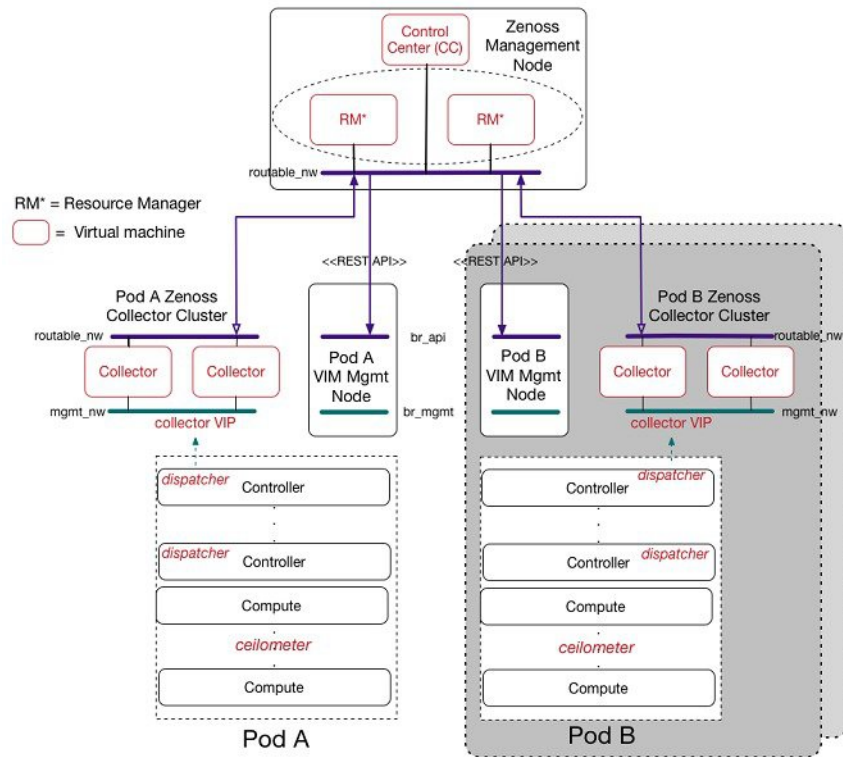 Control
Center (CC)
Zenoss
Management
Node
RM*
RM*
routable_nw
RM* = Resource Manager
= Virtual machine
<<REST API>>
<<REST API>>
Pod A Zenoss
Collector Cluster
routable_nw
Collector
Collector
mgmt_nw
collector VIP
br_api
Pod A
VIM Mgmt
Node
br_mgmt
Pod B
VIM Mgmt
Node
Pod B Zenoss
Collector Cluster
routable_nw
Collector
Collector
mgmt_nw
collector VIP
dispatcher
Controller
dispatcher
Controller
Compute
ceilometer
Compute
Pod A
dispatcher
Controller
dispatcher
Controller
Compute
ceilometer
Compute
Pod B